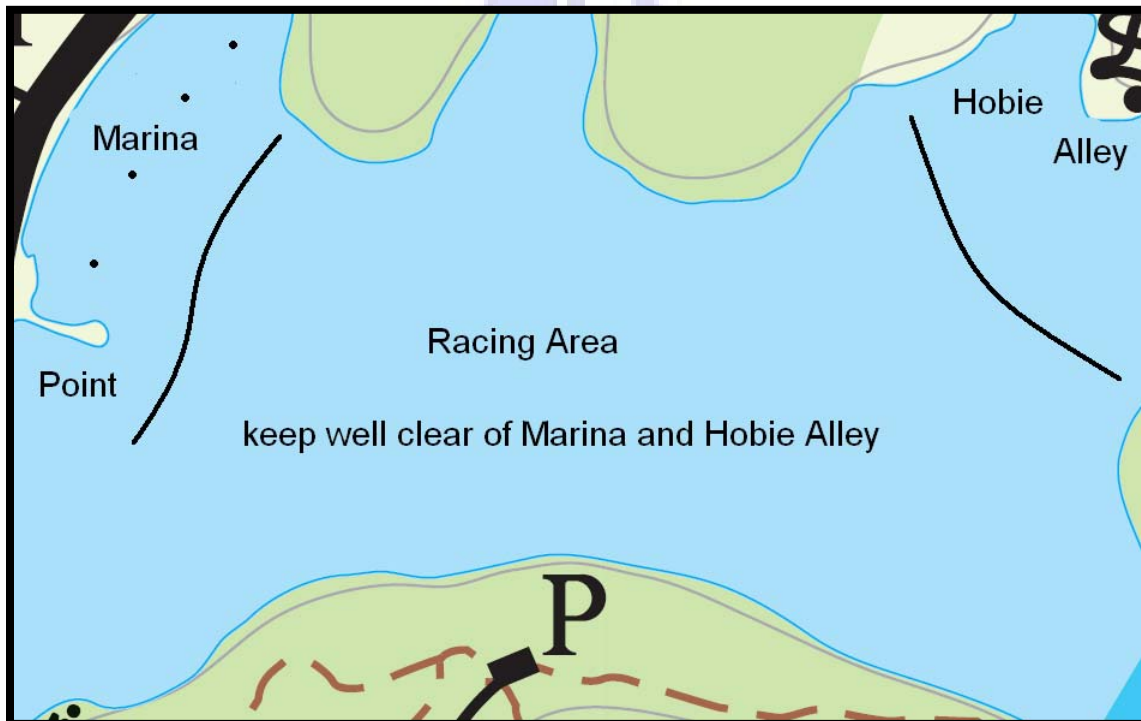 Marina
Hobie
Alley
Racing Area
Point
keep well clear of Marina and Hobie Alley
P